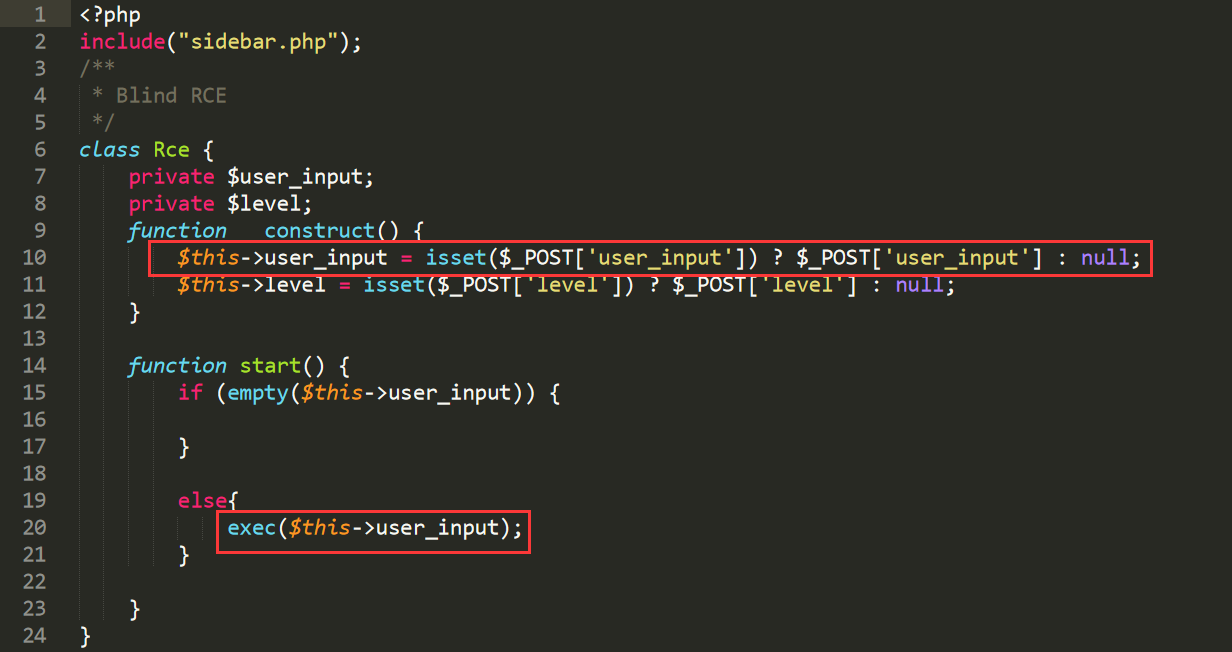 1 <?php
2 include("sidebar.php");
3 /**
4  * Blind RCE
5  */
6 class Rce {
7     private $user_input;
8     private $level;
9     function   construct() {
10         $this->user_input = isset($_POST['user_input']) ? $_POST['user_input'] : null;
11         $this->level = isset($_POST['level']) ? $_POST['level'] : null;
12     }
13
14     function start() {
15         if (empty($this->user_input)) {
16
17         }
18
19         else{
20             exec($this->user_input);
21         }
22
23     }
24 }